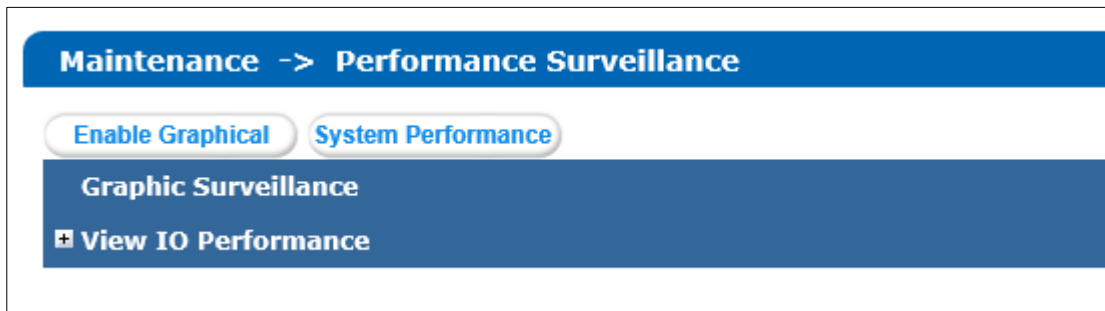 Maintenance -> Performance Surveillance
Enable Graphical System Performance
Graphic Surveillance
View IO Performance